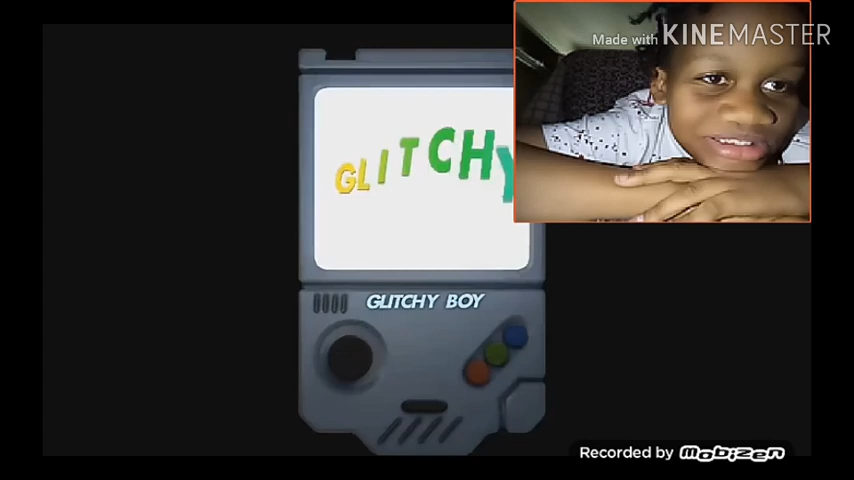 Made with KINEMASTER
GLITCHY
GLITCHY BOY
Recorded by mobizen